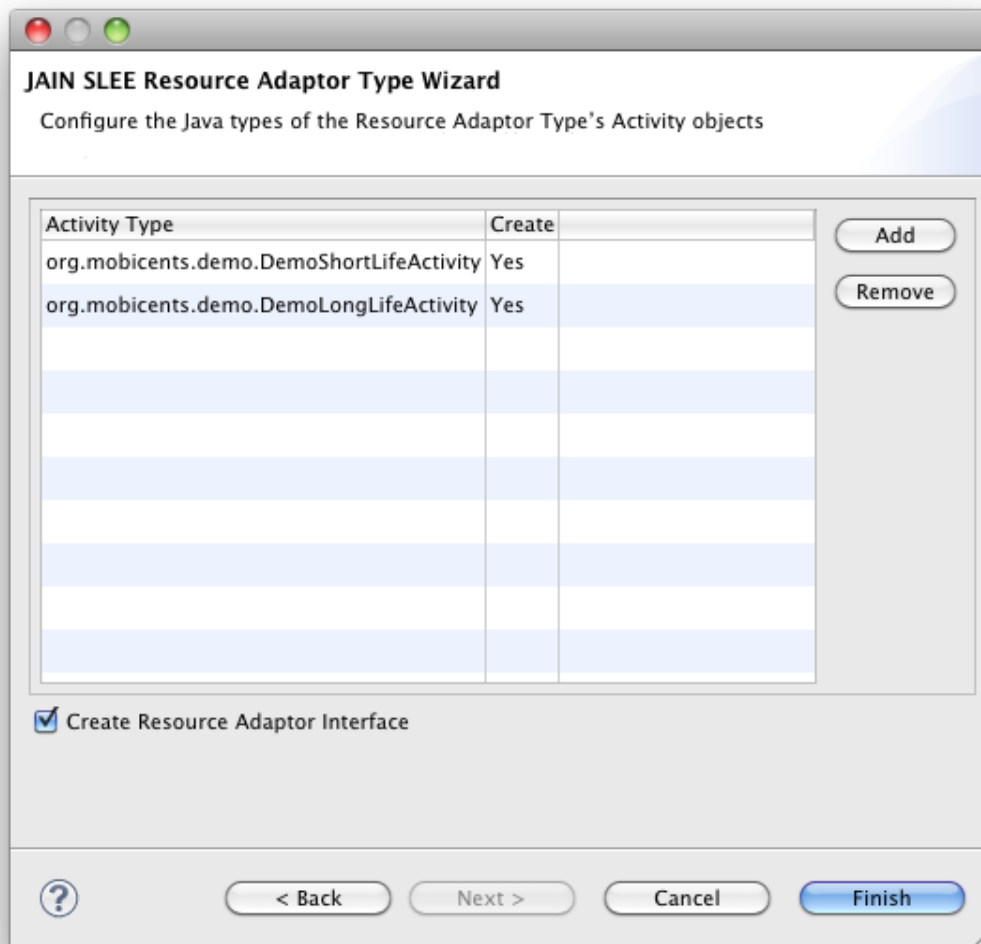 JAIN SLEE Resource Adaptor Type Wizard
Configure the Java types of the Resource Adaptor Type's Activity objects
Activity Type Create
Add
org.mobicents.demo.DemoShortLifeActivity Yes
Remove
org.mobicents.demo.DemoLongLifeActivity Yes
Create Resource Adaptor Interface
? < Back Next > Cancel Finish